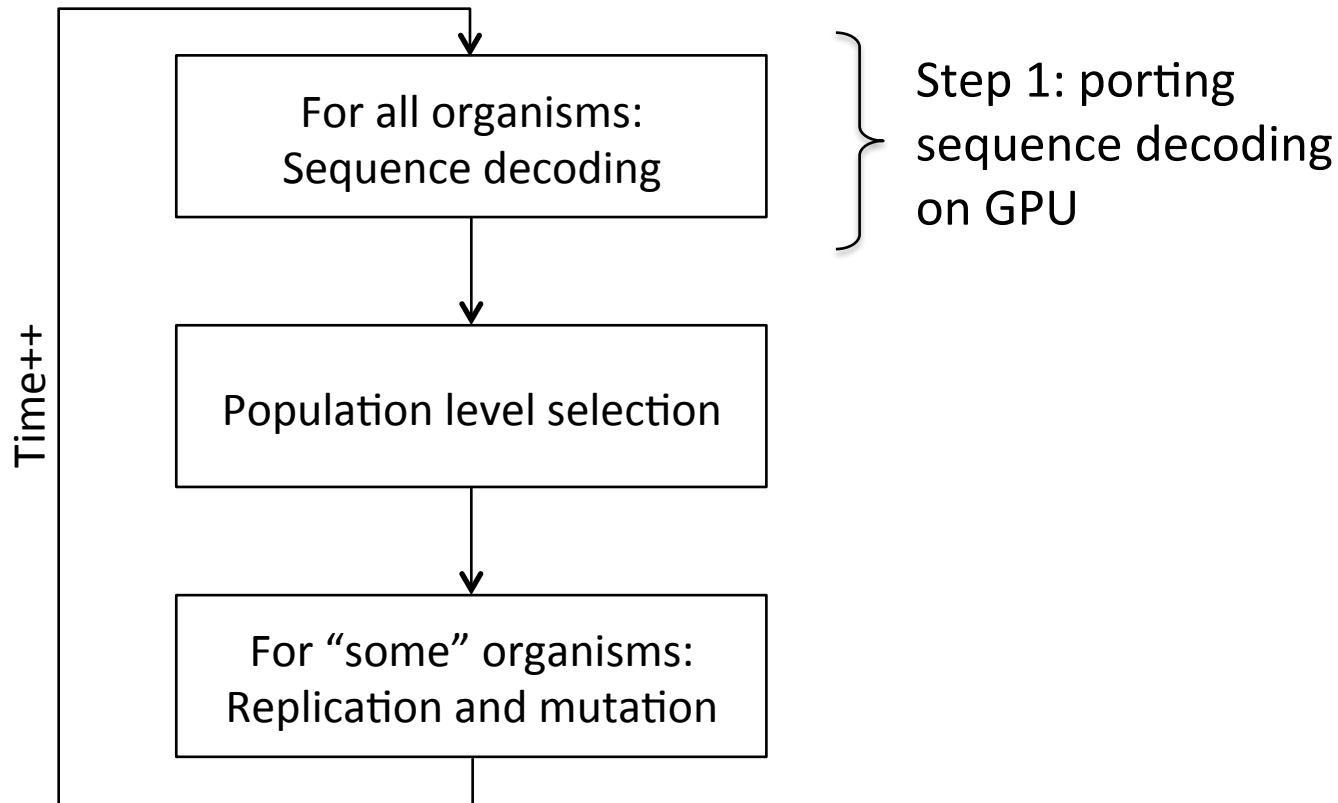 For all organisms:
Sequence decoding
Step 1: porting
sequence decoding
on GPU
Time++
Population level selection
For “some” organisms:
Replication and mutation